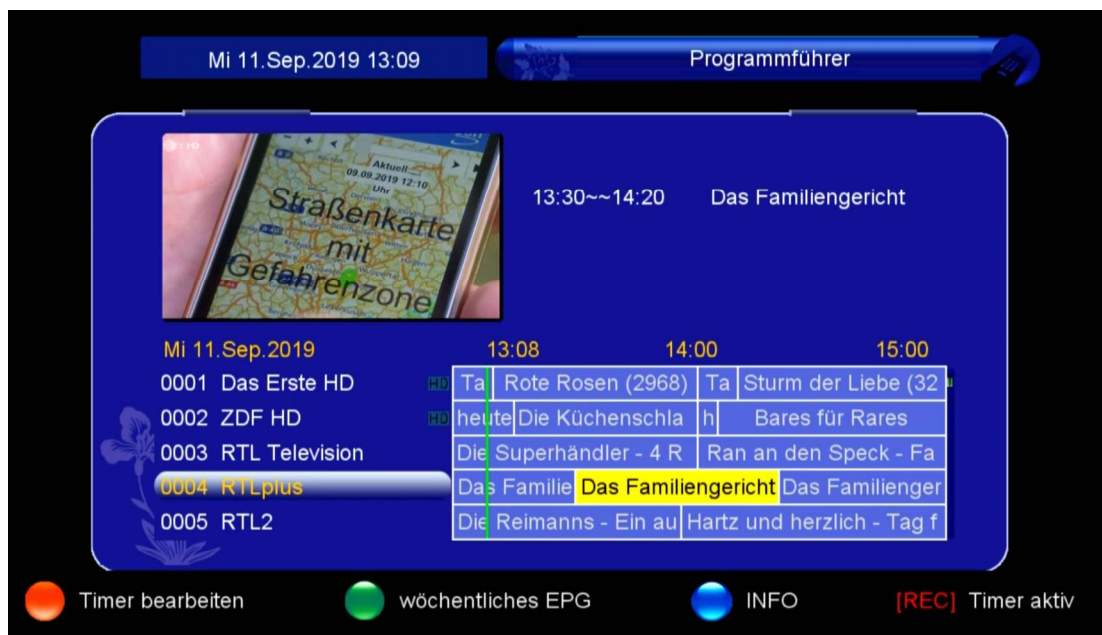 Mi 11.Sep.2019 13:09
Programmführer
Aktuell....
09.09.2019 12:10
Uhr
Straßenkarte
mit
Gefahrenzone
13:30~~14:20 Das Familiengericht
Mi 11.Sep.2019 13:08 14:00 15:00
0001 Das Erste HD HD Ta Rote Rosen (2968) Ta Sturm der Liebe (32
0002 ZDF HD HD heute Die Küchenschla h Bares für Rares
0003 RTL Television Die Superhändler - 4 R Ran an den Speck - Fa
0004 RTLplus Das Familie Das Familiengericht Das Familienger
0005 RTL2 Die Reimanns - Ein au Hartz und herzlich - Tag f
Timer bearbeiten wöchentliches EPG INFO [REC] Timer aktiv